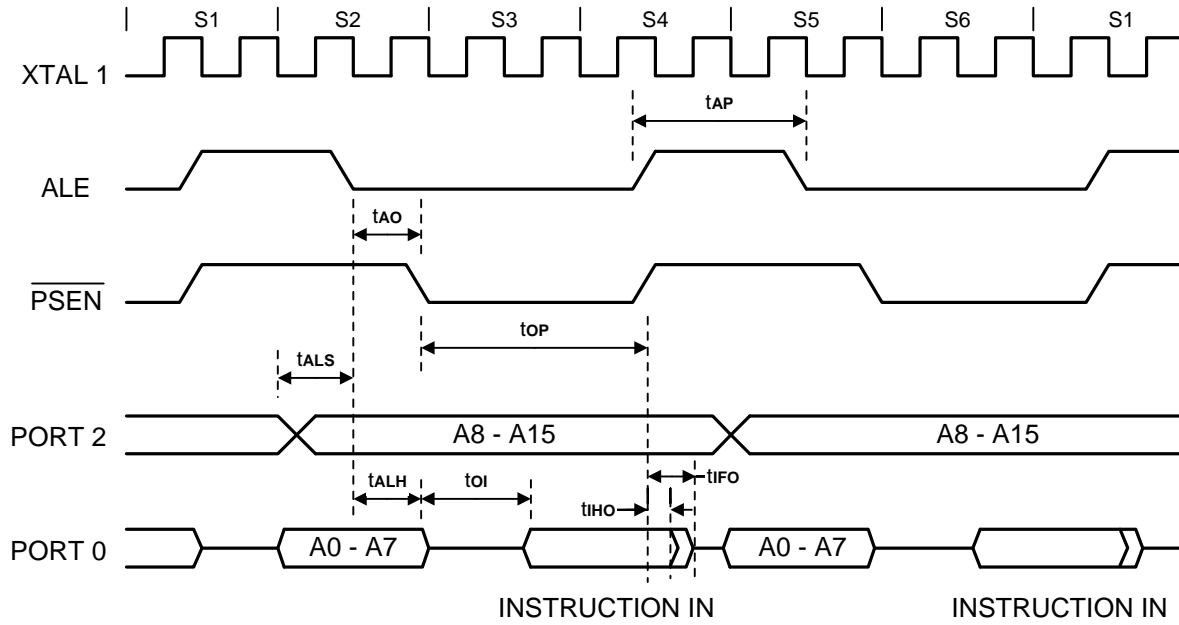 S1 S2 S3 S4 S5 S6 S1
XTAL 1
tAP
ALE
tAO
PSEN
tOP
tALS
PORT 2 A8 - A15 A8 - A15
tALH tOI tIFO
tIHO
PORT 0 A0 - A7 A0 - A7
INSTRUCTION IN INSTRUCTION IN